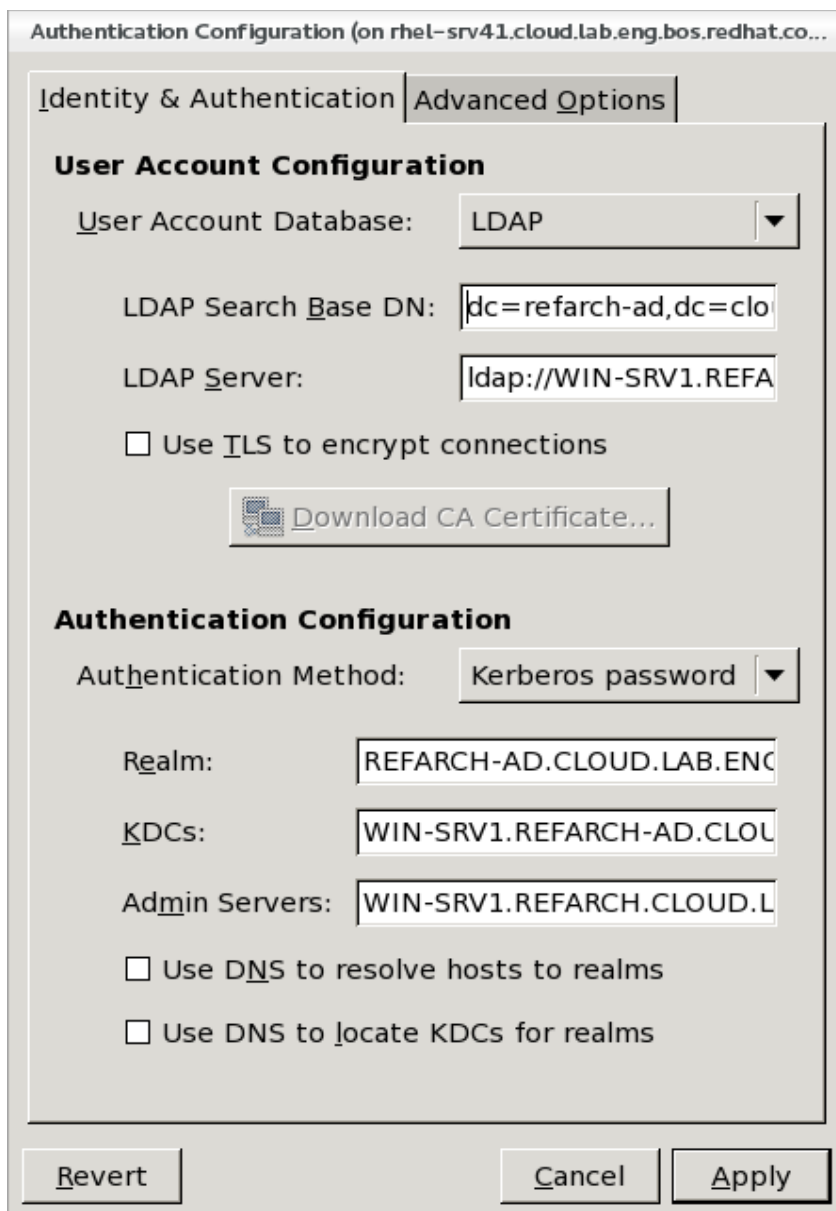 Authentication Configuration (on rhel-srv41.cloud.lab.eng.bos.redhat.co...
Identity & Authentication Advanced Options
User Account Configuration
User Account Database: LDAP
LDAP Search Base DN: dc=refarch-ad,dc=clou
LDAP Server: ldap://WIN-SRV1.REFA
Use TLS to encrypt connections
Download CA Certificate...
Authentication Configuration
Authentication Method: Kerberos password
Realm: REFARCH-AD.CLOUD.LAB.ENG
KDCs: WIN-SRV1.REFARCH-AD.CLOU
Admin Servers: WIN-SRV1.REFARCH.CLOUD.L
Use DNS to resolve hosts to realms
Use DNS to locate KDCs for realms
Revert Cancel Apply